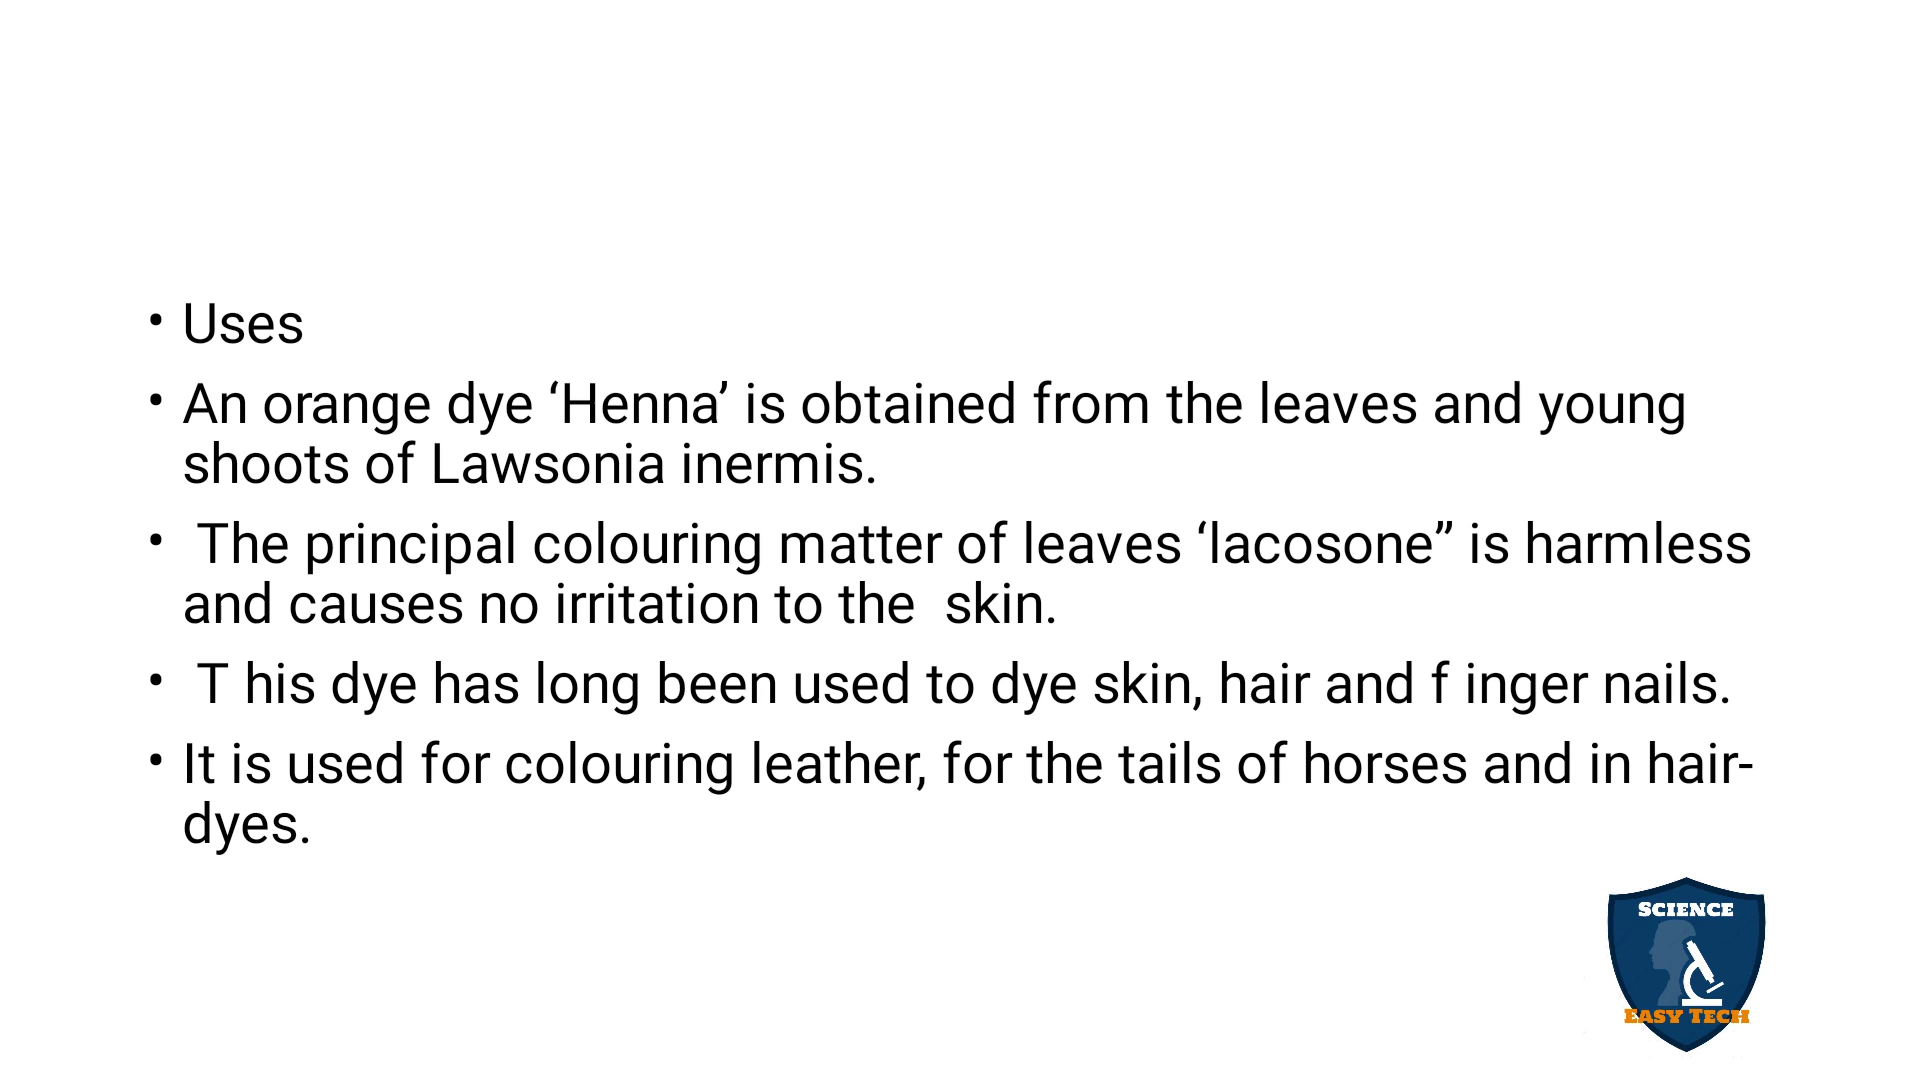 • Uses
• An orange dye ‘Henna’ is obtained from the leaves and young
shoots of Lawsonia inermis.
•  The principal colouring matter of leaves ‘lacosone” is harmless
and causes no irritation to the  skin.
•  T his dye has long been used to dye skin, hair and f inger nails.
• It is used for colouring leather, for the tails of horses and in hair-
dyes.
SCIENCE
EASY TECH